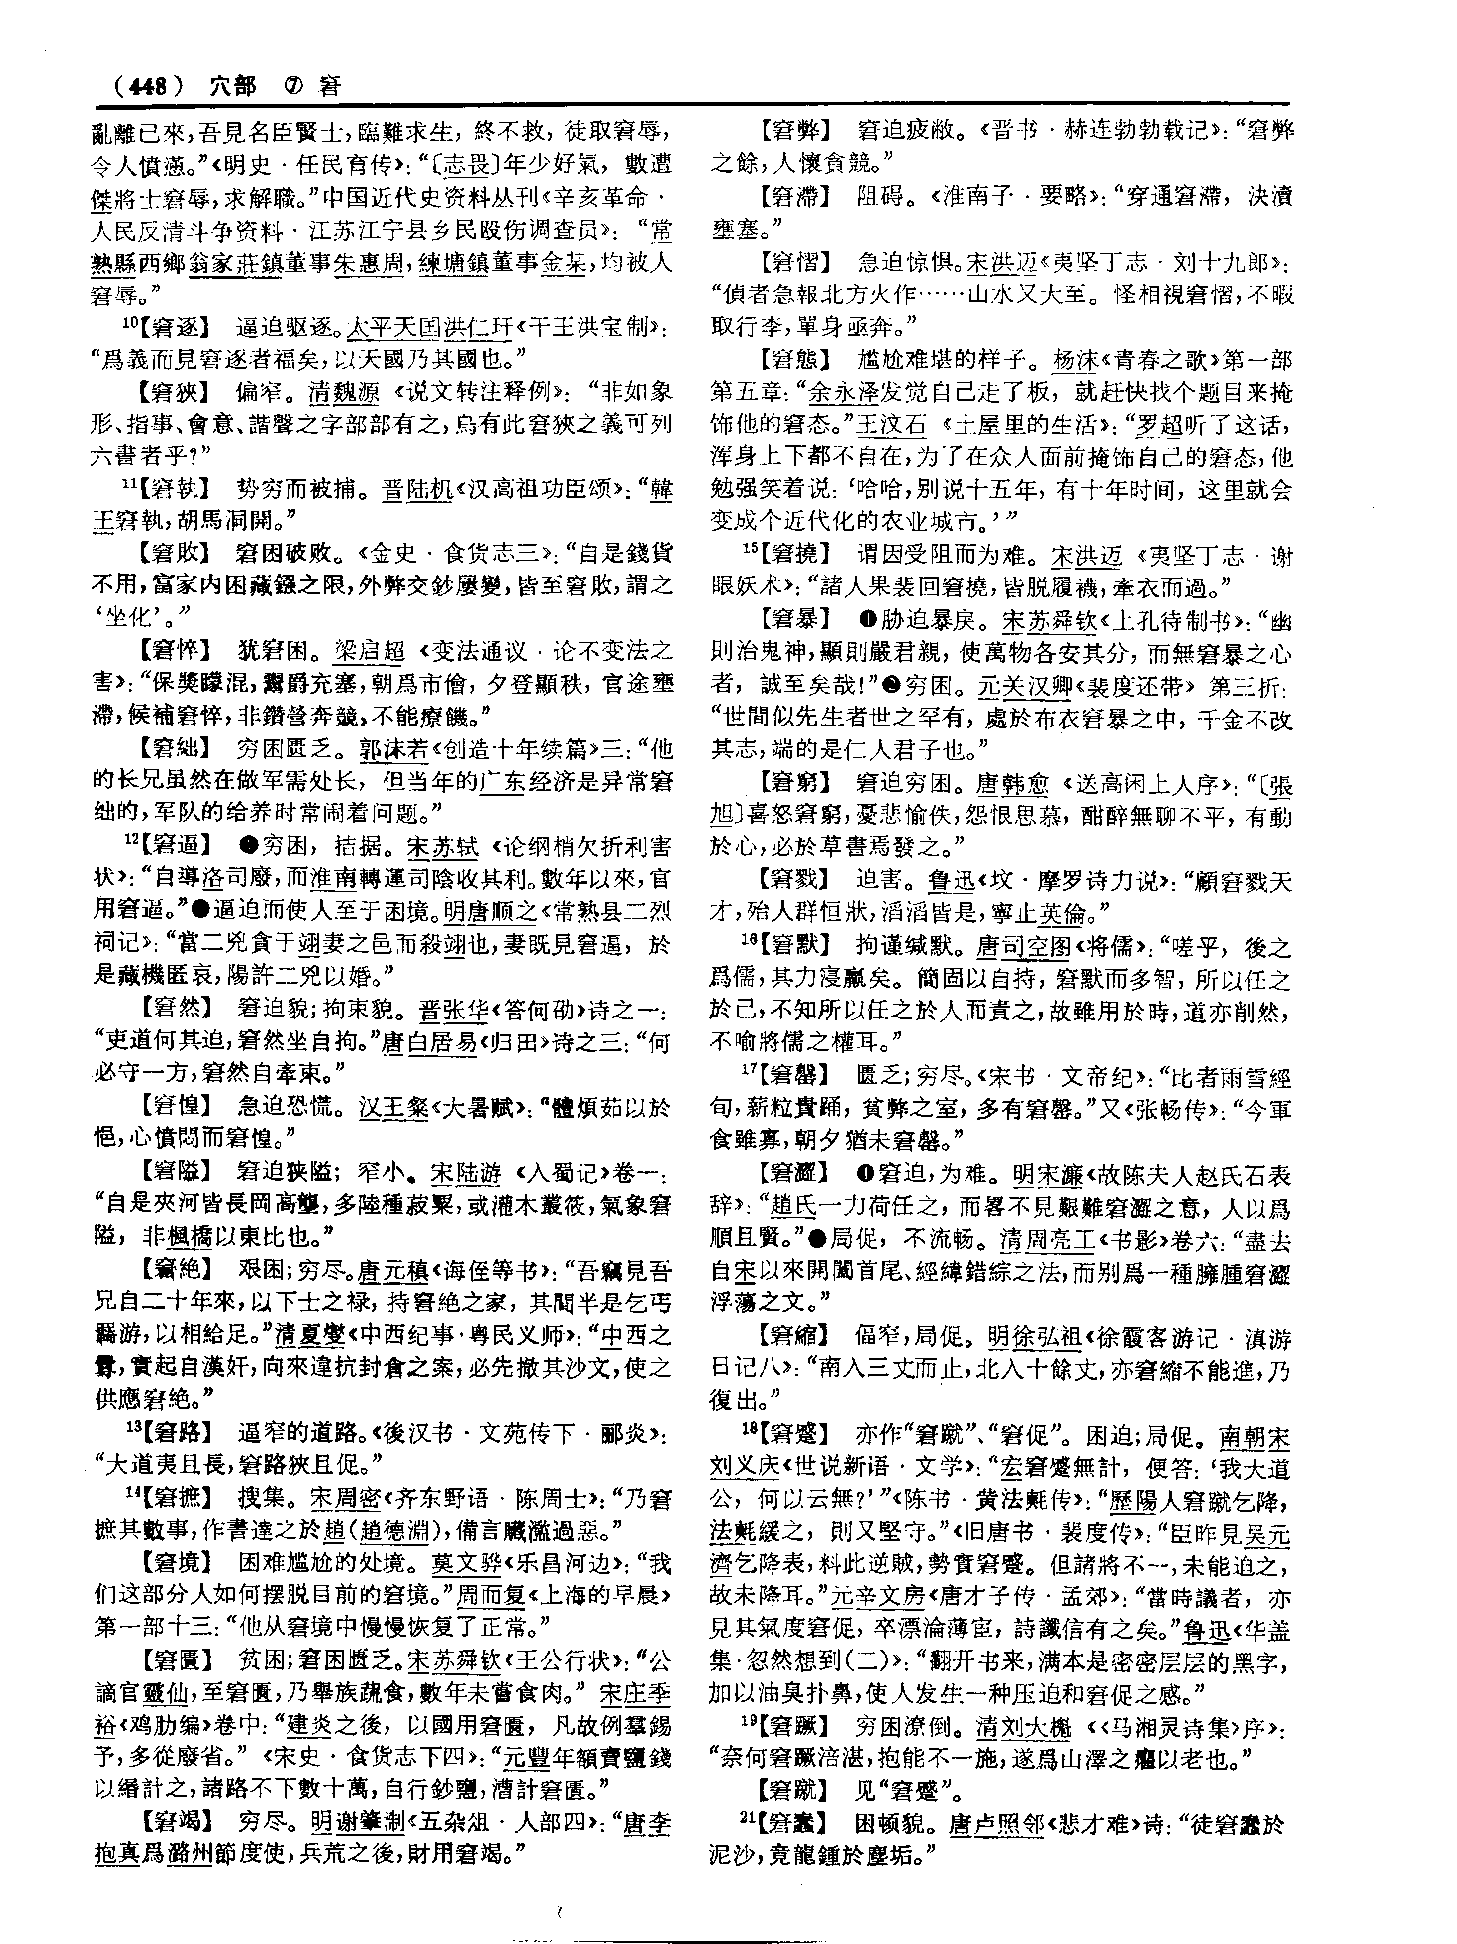 （448） 穴部 ⑦ 窘
亂離已來，吾見名臣賢士，臨難求生，終不救，徒取窘辱，
令人憤懣。”《明史·任民育传》：“〔志畏〕年少好氣，數遭
傑將士窘辱，求解職。”中国近代史资料丛刊《辛亥革命·
人民反清斗争资料·江苏江宁县乡民殴伤调查员》：“常
熟縣西鄉翁家莊鎮董事朱惠周，練塘鎮董事金某，均被人
窘辱。”
10【窘逐】 逼迫驱逐。太平天囯洪仁玕《干王洪宝制》：
“爲義而見窘逐者福矣，以天國乃其國也。”
【窘狹】 偏窄。清魏源《说文转注释例》：“非如象
形、指事、會意、諧聲之字部部有之，烏有此窘狹之義可列
六書者乎？”
11【窘執】 势穷而被捕。晋陆机《汉高祖功臣颂》：“韓
王窘執，胡馬洞開。”
【窘敗】 窘困破败。《金史·食货志三》：“自是錢貨
不用，富家内困藏鏹之限，外弊交鈔屢變，皆至窘敗，謂之
‘坐化’。”
【窘悴】 犹窘困。梁启超《变法通议·论不变法之
害》：“保奬矇混，鬻爵充塞，朝爲市儈，夕登顯秩，官途壅
滯，候補窘悴，非鑽營奔競，不能療饑。”
【窘絀】 穷困匮乏。郭沫若《创造十年续篇》三：“他
的长兄虽然在做军需处长，但当年的广东经济是异常窘
绌的，军队的给养时常闹着问题。”
12【窘逼】 ❶穷困，拮据。宋苏轼《论纲梢欠折利害
状》：“自導洛司廢，而淮南轉運司陰收其利。數年以來，官
用窘逼。”❷逼迫而使人至于困境。明唐顺之《常熟县二烈
祠记》：“當二兇貪于翊妻之邑而殺翊也，妻既見窘逼，於
是藏機匿哀，陽許二兇以婚。”
【窘然】 窘迫貌；拘束貌。晋张华《答何劭》诗之一：
“吏道何其迫，窘然坐自拘。”唐白居易《归田》诗之三：“何
必守一方，窘然自牽束。”
【窘惶】 急迫恐慌。汉王粲《大暑赋》：“體煩茹以於
悒，心憤悶而窘惶。”
【窘隘】 窘迫狭隘；窄小。宋陆游《入蜀记》卷一：
“自是夾河皆長岡高壟，多陸種菽粟，或灌木叢筱，氣象窘
隘，非楓橋以東比也。”
【窘絶】 艰困；穷尽。唐元稹《诲侄等书》：“吾竊見吾
兄自二十年來，以下士之禄，持窘絶之家，其間半是乞丐
羇游，以相給足。”清夏燮《中西纪事·粤民义师》：“中西之
釁，實起自漢奸，向來違抗封倉之案，必先撤其沙文，使之
供應窘絶。”
13【窘路】 逼窄的道路。《後汉书·文苑传下·郦炎》：
“大道夷且長，窘路狹且促。”
14【窘摭】 搜集。宋周密《齐东野语·陈周士》：“乃窘
摭其數事，作書達之於趙（趙德淵），備言贓濫過惡。”
【窘境】 困难尴尬的处境。莫文骅《乐昌河边》：“我
们这部分人如何摆脱目前的窘境。”周而复《上海的早晨》
第一部十三：“他从窘境中慢慢恢复了正常。”
【窘匱】 贫困；窘困匮乏。宋苏舜钦《王公行状》：“公
謫官靈仙，至窘匱，乃舉族蔬食，數年未嘗食肉。”宋庄季
裕《鸡肋编》卷中：“建炎之後，以國用窘匱，凡故例羣錫
予，多從廢省。”《宋史·食货志下四》：“元豐年額賣鹽錢
以緡計之，諸路不下數十萬，自行鈔鹽，漕計窘匱。”
【窘竭】 穷尽。明谢肇淛《五杂俎·人部四》：“唐李
抱真爲潞州節度使，兵荒之後，財用窘竭。”
【窘弊】 窘迫疲敝。《晋书·赫连勃勃载记》：“窘弊
之餘，人懷貪競。”
【窘滯】 阻碍。《淮南子·要略》：“穿通窘滯，決瀆
壅塞。”
【窘慴】 急迫惊惧。宋洪迈《夷坚丁志·刘十九郎》：
“偵者急報北方火作……山水又大至。怪相視窘慴，不暇
取行李，單身亟奔。”
【窘態】 尴尬难堪的样子。杨沫《青春之歌》第一部
第五章：“余永泽发觉自己走了板，就赶快找个题目来掩
饰他的窘态。”王汶石《土屋里的生活》：“罗超听了这话，
浑身上下都不自在，为了在众人面前掩饰自己的窘态，他
勉强笑着说：‘哈哈，别说十五年，有十年时间，这里就会
变成个近代化的农业城市。’”
15【窘撓】 谓因受阻而为难。宋洪迈《夷坚丁志·谢
眼妖术》：“諸人果裴回窘撓，皆脱履襪，牽衣而過。”
【窘暴】 ❶胁迫暴戾。宋苏舜钦《上孔待制书》：“幽
則治鬼神，顯則嚴君親，使萬物各安其分，而無窘暴之心
者，誠至矣哉！”❷穷困。元关汉卿《裴度还带》第三折：
“世間似先生者世之罕有，處於布衣窘暴之中，千金不改
其志，端的是仁人君子也。”
【窘窮】 窘迫穷困。唐韩愈《送高闲上人序》：“〔張
旭〕喜怒窘窮，憂悲愉佚，怨恨思慕，酣醉無聊不平，有動
於心，必於草書焉發之。”
【窘戮】 迫害。鲁迅《坟·摩罗诗力说》：“顧窘戮天
才，殆人群恒狀，滔滔皆是，寧止英倫。”
16【窘默】 拘谨缄默。唐司空图《将儒》：“嗟乎，後之
爲儒，其力寖羸矣。簡固以自持，窘默而多智，所以任之
於已，不知所以任之於人而責之，故雖用於時，道亦削然，
不喻將儒之權耳。”
17【窘罄】 匮乏；穷尽。《宋书·文帝纪》：“比者雨雪經
旬，薪粒貴踊，貧弊之室，多有窘罄。”又《张畅传》：“今軍
食雖寡，朝夕猶未窘罄。”
【窘澀】 ❶窘迫，为难。明宋濂《故陈夫人赵氏石表
辞》：“趙氏一力荷任之，而畧不見艱難窘澀之意，人以爲
順且賢。”❷局促，不流畅。清周亮工《书影》卷六：“盡去
自宋以來開闔首尾、經緯錯綜之法，而别爲一種臃腫窘澀
浮蕩之文。”
【窘縮】 偪窄，局促。明徐弘祖《徐霞客游记·滇游
日记八》：“南入三丈而止，北入十餘丈，亦窘縮不能進，乃
復出。”
18【窘蹙】 亦作“窘蹴”、“窘促”。困迫；局促。南朝宋
刘义庆《世说新语·文学》：“宏窘蹙無計，便答：‘我大道
公，何以云無？’”《陈书·黄法𣰋传》：“歷陽人窘蹴乞降，
法𣰋緩之，則又堅守。”《旧唐书·裴度传》：“臣昨見吴元
濟乞降表，料此逆賊，勢實窘蹙。但諸將不一，未能迫之，
故未降耳。”元辛文房《唐才子传·孟郊》：“當時議者，亦
見其氣度窘促，卒漂淪薄宦，詩讖信有之矣。”鲁迅《华盖
集·忽然想到（二）》：“翻开书来，满本是密密层层的黑字，
加以油臭扑鼻，使人发生一种压迫和窘促之感。”
19【窘蹶】 穷困潦倒。清刘大櫆《〈马湘灵诗集〉序》：
“奈何窘蹶涪湛，抱能不一施，遂爲山澤之癯以老也。”
【窘蹴】 见“窘蹙”。
21【窘蠢】 困顿貌。唐卢照邻《悲才难》诗：“徒窘蠢於
泥沙，竟龍鍾於塵垢。”